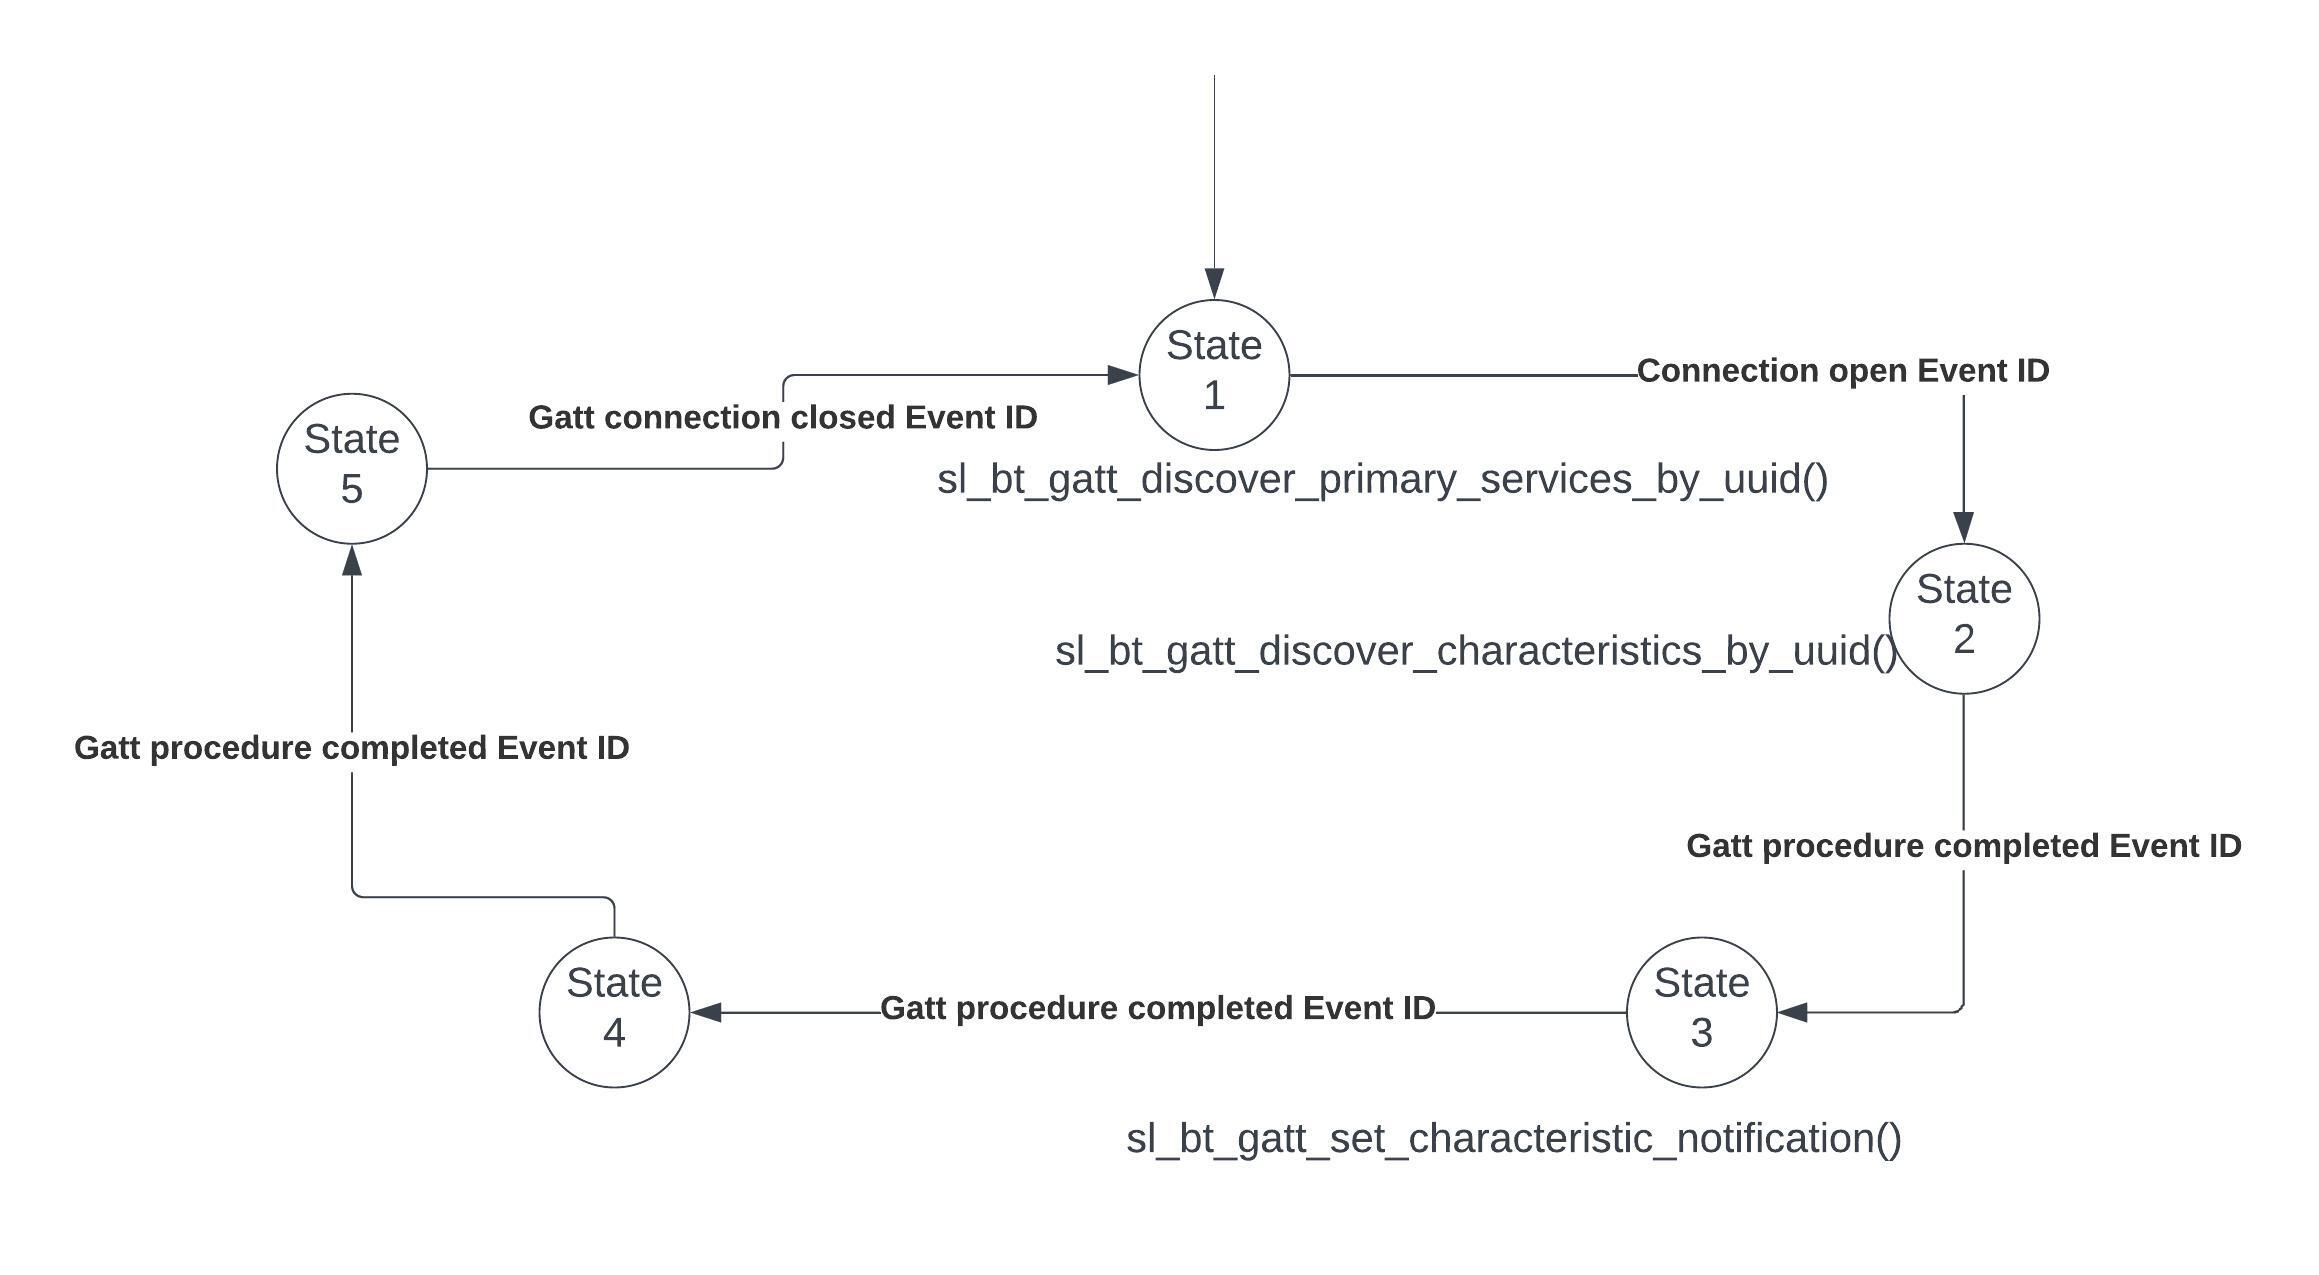 State
1
Connection open Event ID
Gatt connection closed Event ID
State
5
sl_bt_gatt_discover_primary_services_by_uuid()
State
2
sl_bt_gatt_discover_characteristics_by_uuid()
Gatt procedure completed Event ID
Gatt procedure completed Event ID
State
4
Gatt procedure completed Event ID
State
3
sl_bt_gatt_set_characteristic_notification()